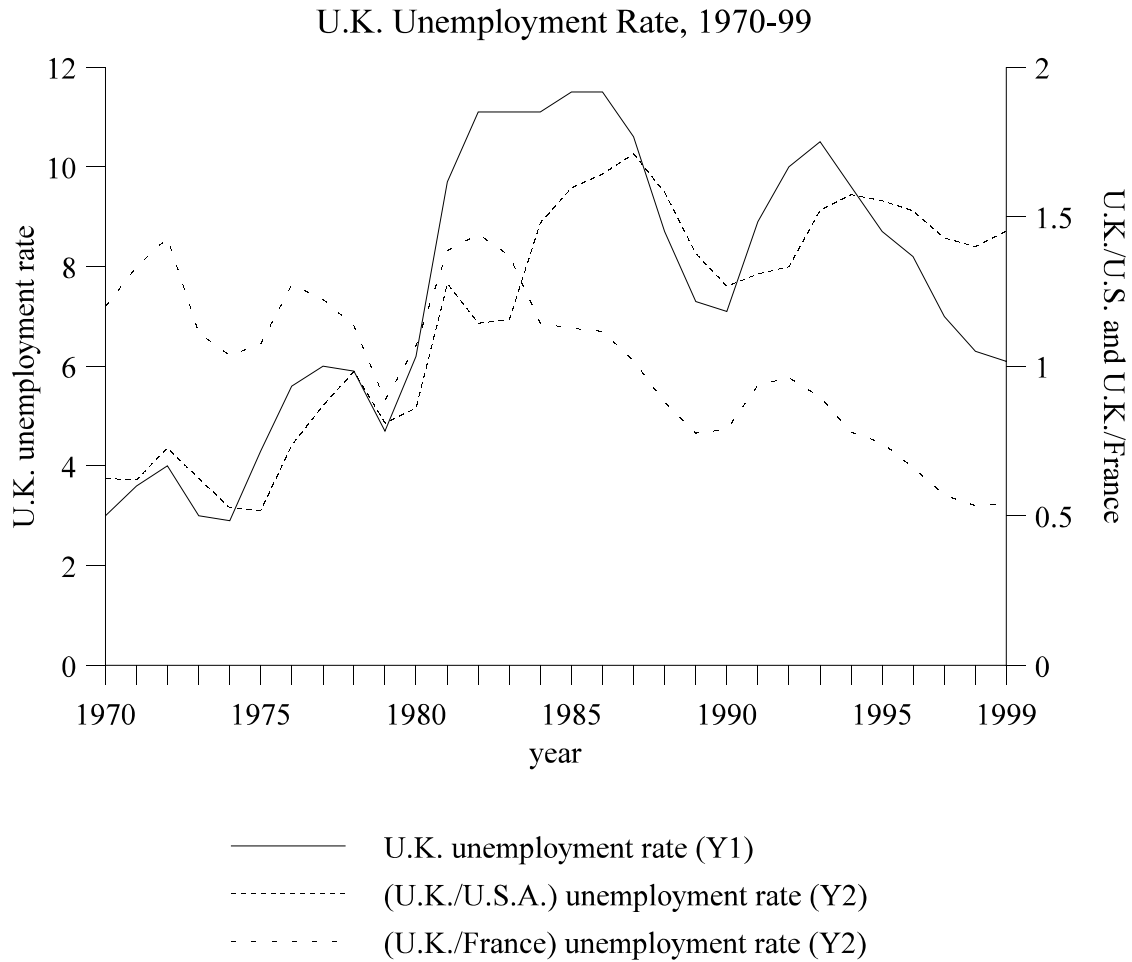 U.K. Unemployment Rate, 1970-99
12
10
8
6
4
2
0
U.K. unemployment rate
2
1.5
1
0.5
0
U.K./U.S. and U.K./France
1970 1975 1980 1985 1990 1995 1999
year
U.K. unemployment rate (Y1)
(U.K./U.S.A.) unemployment rate (Y2)
(U.K./France) unemployment rate (Y2)